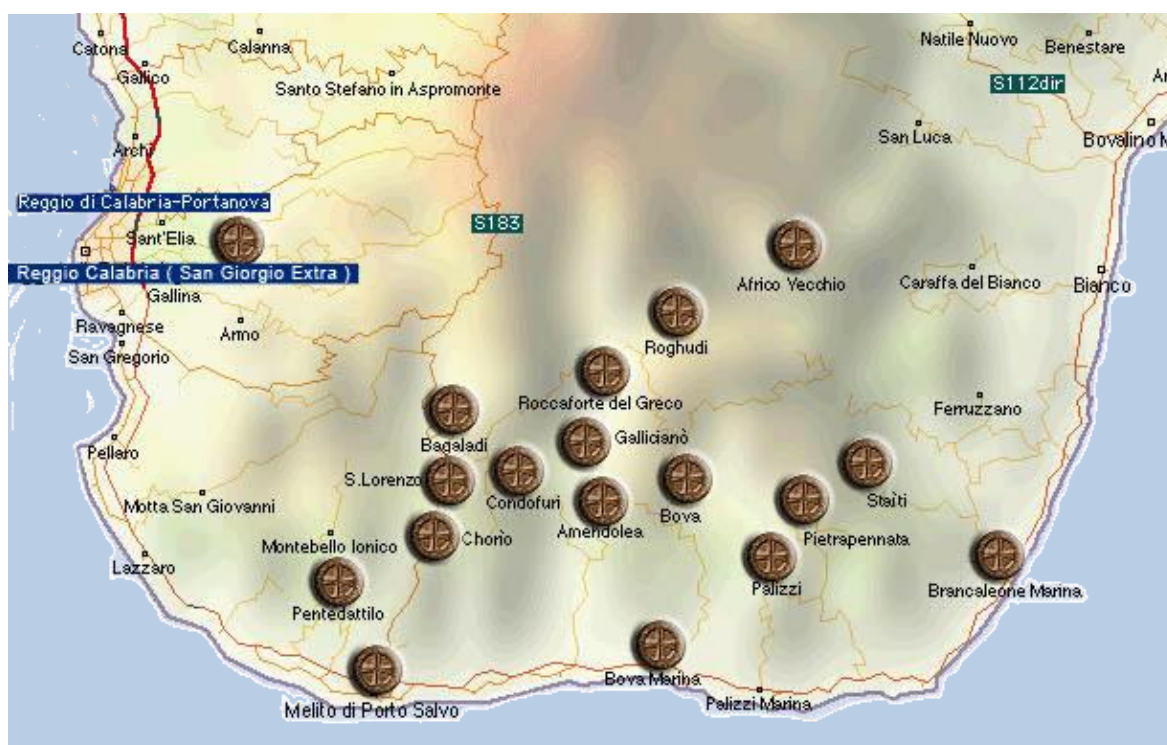 Natile Nuovo
Catona
Calanna
Benestare
Gallico
Santo Stefano in Aspromonte
S112dir
San Luca
Bovalino M
Archi
Reggio di Calabria-Portanova
S183
Sant'Elia
Reggio Calabria ( San Giorgio Extra )
Africo Vecchio
Caraffa del Bianco
Bianco
Gallina
Ravagnese
Armo
San Gregorio
Roghudi
Roccaforte del Greco
Ferruzzano
Bagaladi
Gallicianò
Pellaro
S.Lorenzo
Motta San Giovanni
Condofuri
Amendolea
Bova
Staìti
Pietrapennata
Montebello Ionico
Chorìo
Lazzaro
Palizzi
Brancaleone Marina
Pentedattilo
Bova Marina
Melito di Porto Salvo
Palizzi Marina